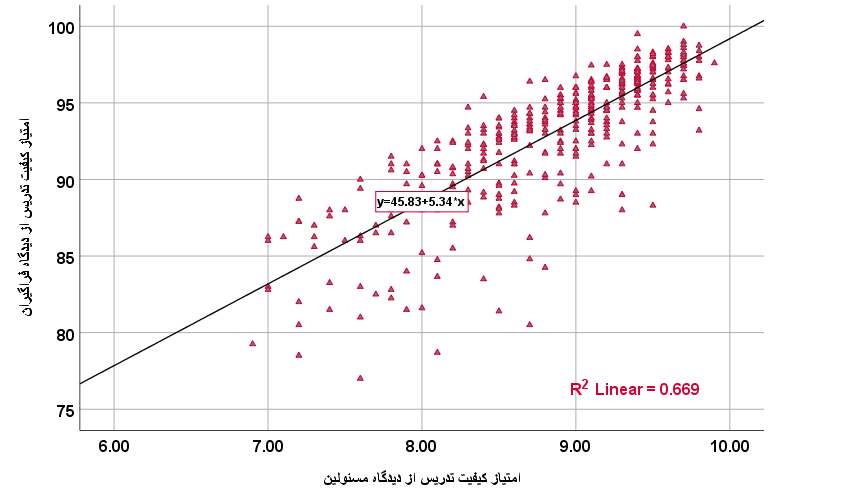 100
95
90
85
80
75
امتیاز کیفیت تدریس از دیدگاه فراگیران
y=45.83+5.34*x
R2 Linear = 0.669
6.00 7.00 8.00 9.00 10.00
امتیاز کیفیت تدریس از دیدگاه مسئولین